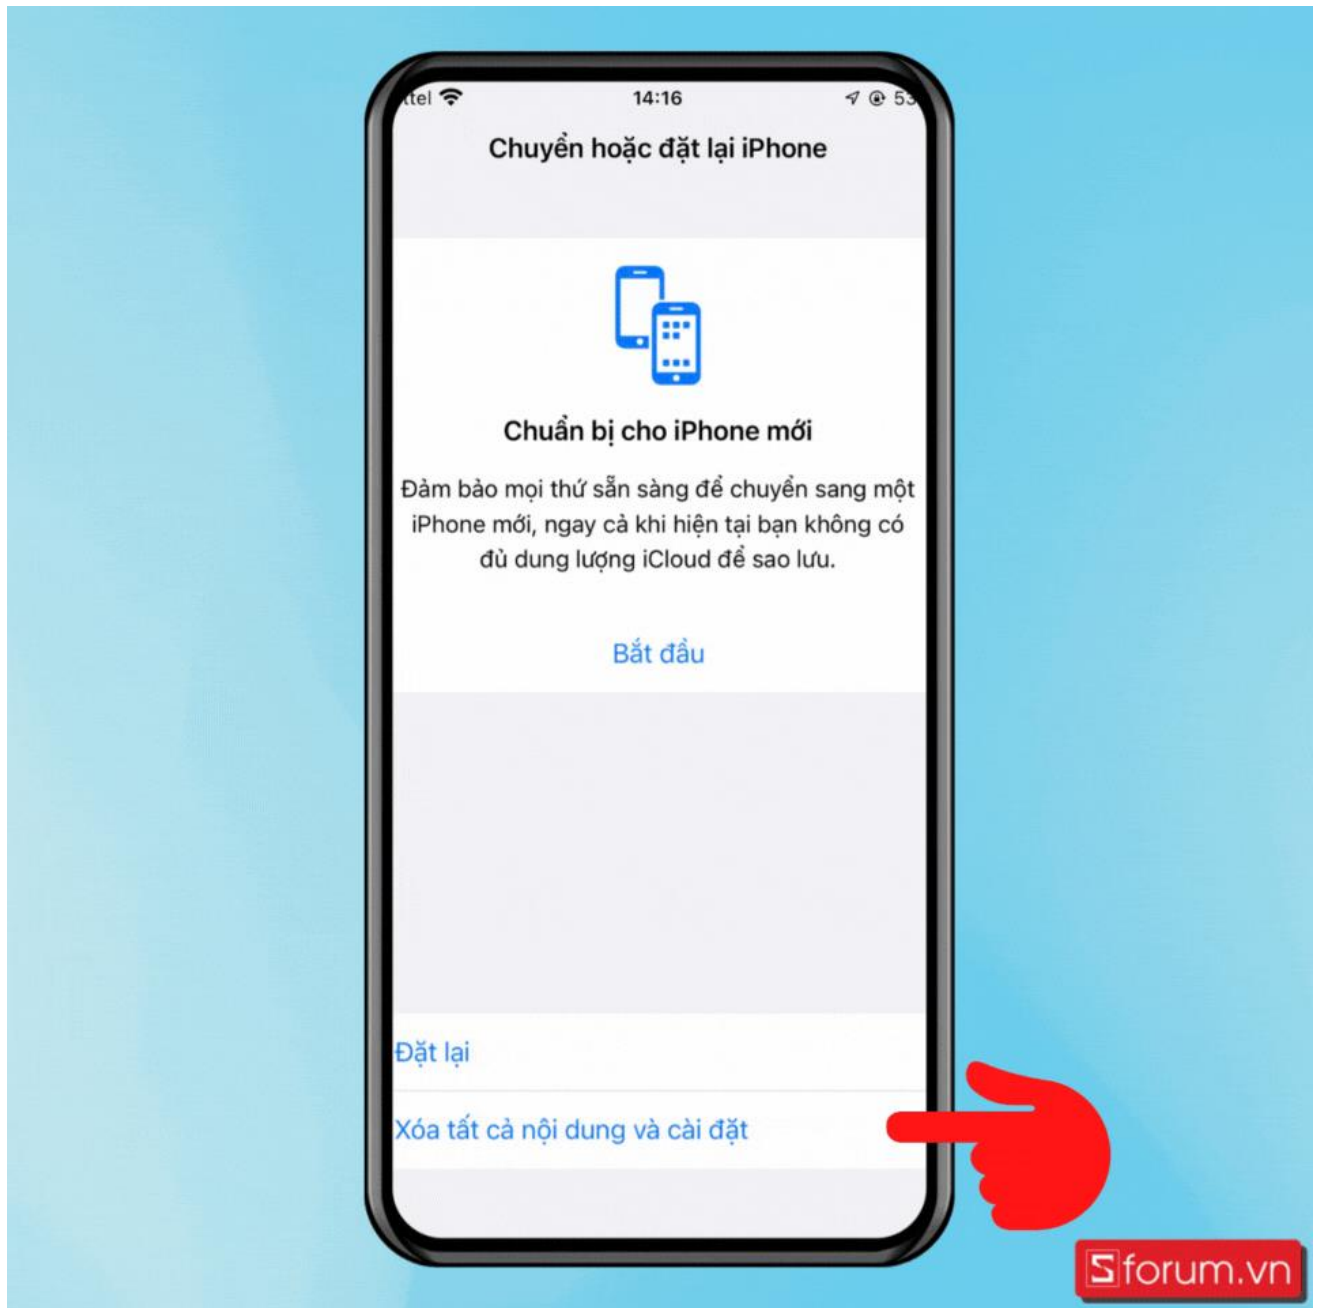 14:16
Chuyển hoặc đặt lại iPhone
Chuẩn bị cho iPhone mới
Đảm bảo mọi thứ sẵn sàng để chuyển sang một
iPhone mới, ngay cả khi hiện tại bạn không có
đủ dung lượng iCloud để sao lưu.
Bắt đầu
Đặt lại
Xóa tất cả nội dung và cài đặt
Sforum.vn